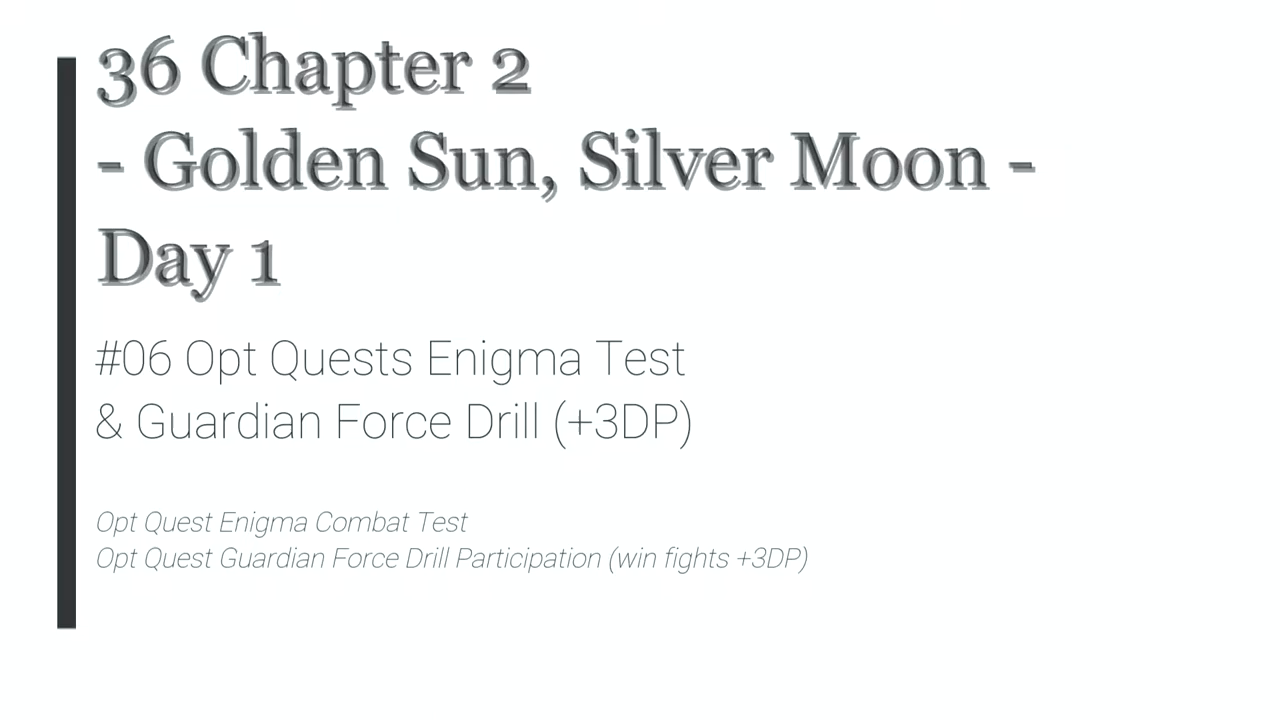 36 Chapter 2
- Golden Sun, Silver Moon -
Day 1
#06 Opt Quests Enigma Test
& Guardian Force Drill (+3DP)
Opt Quest Enigma Combat Test
Opt Quest Guardian Force Drill Participation (win fights +3DP)